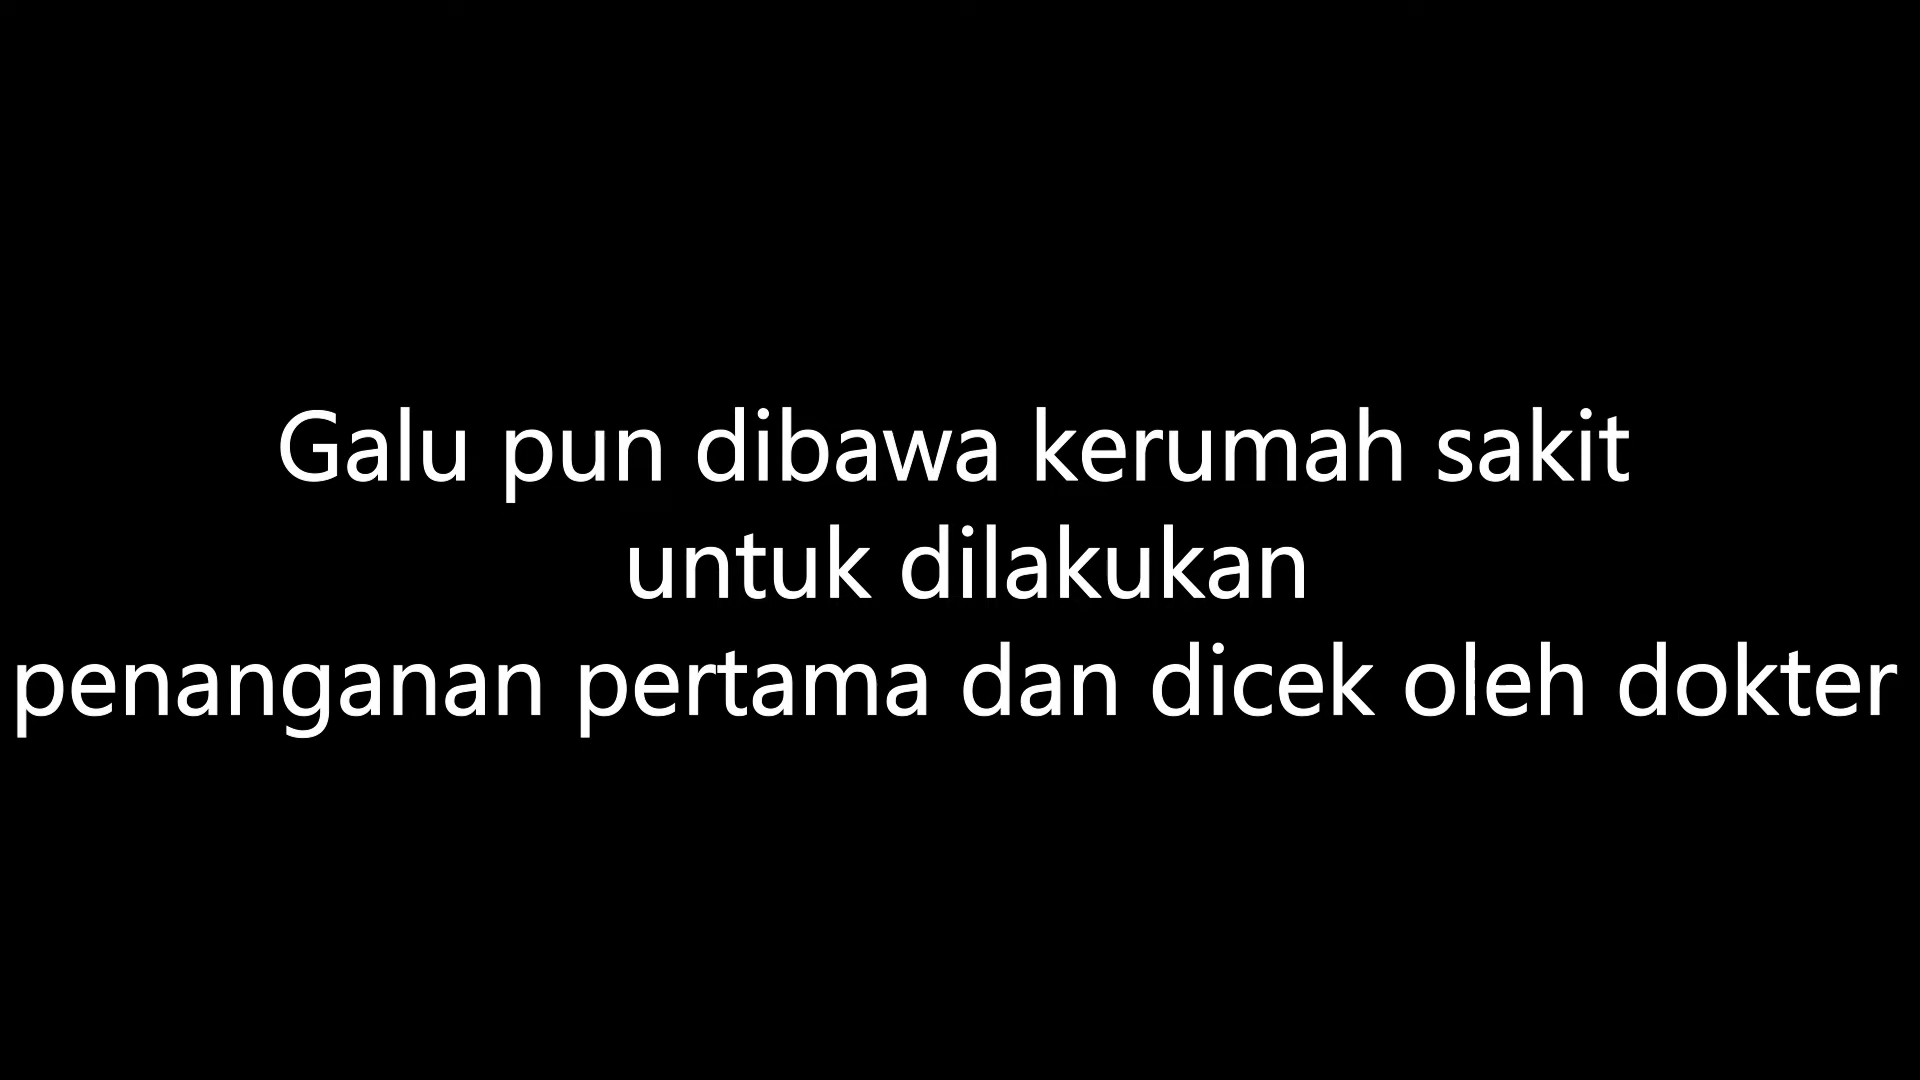 Galu pun dibawa kerumah sakit
untuk dilakukan
penanganan pertama dan dicek oleh dokter